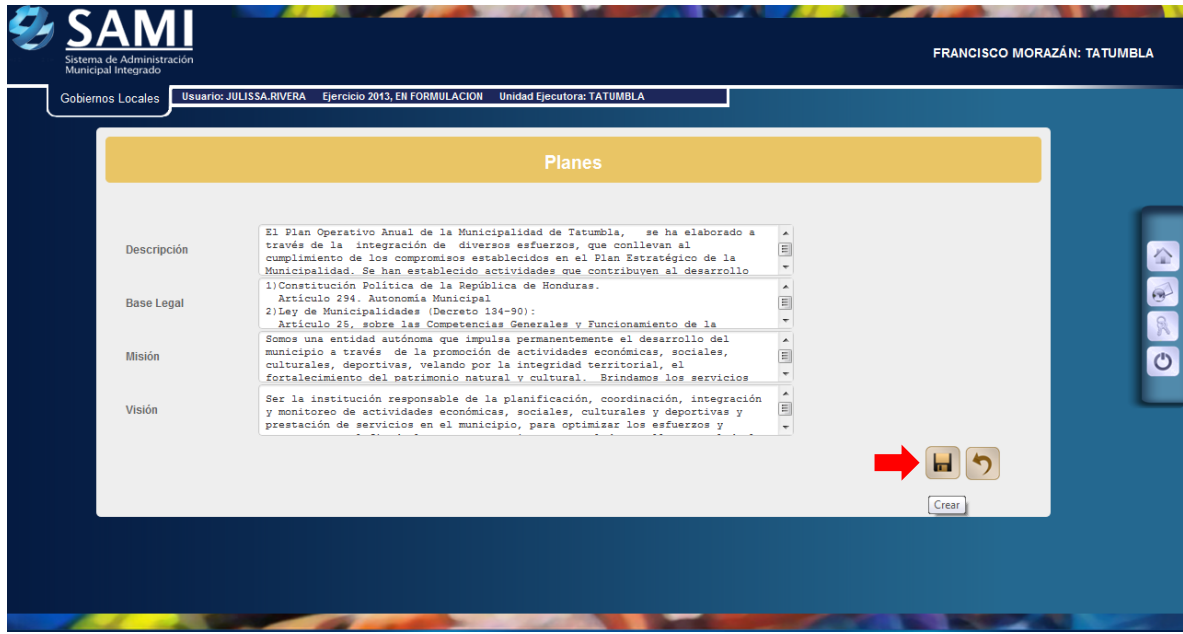 SAMI
Sistema de Administración
Municipal Integrado
FRANCISCO MORAZÁN: TATUMBLA
Gobiernos Locales
Usuario: JULISSA.RIVERA Ejercicio 2013, EN FORMULACION Unidad Ejecutora: TATUMBLA
Planes
Descripción
El Plan Operativo Anual de la Municipalidad de Tatumbla, se ha elaborado a
través de la integración de diversos esfuerzos, que conllevan al
cumplimiento de los compromisos establecidos en el Plan Estratégico de la
Municipalidad. Se han establecido actividades que contribuyen al desarrollo
Base Legal
1)Constitución Política de la República de Honduras.
Artículo 294. Autonomía Municipal
2)Ley de Municipalidades (Decreto 134-90):
Artículo 25, sobre las Competencias Generales y Funcionamiento de la
Misión
Somos una entidad autónoma que impulsa permanentemente el desarrollo del
municipio a través de la promoción de actividades económicas, sociales,
culturales, deportivas, velando por la integridad territorial, el
fortalecimiento del patrimonio natural y cultural. Brindamos los servicios
Visión
Ser la institución responsable de la planificación, coordinación, integración
y monitoreo de actividades económicas, sociales, culturales y deportivas y
prestación de servicios en el municipio, para optimizar los esfuerzos y
Crear